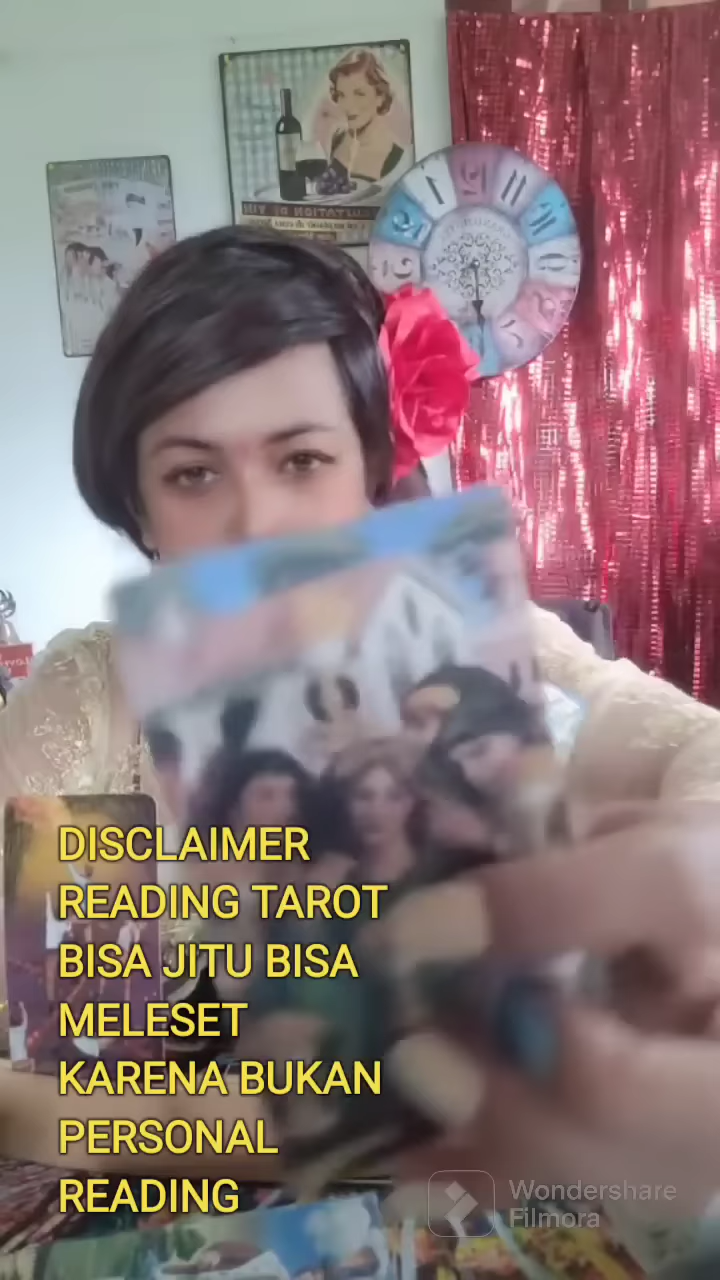 DISCLAIMER
READING TAROT
BISA JITU BISA
MELESET
KARENA BUKAN
PERSONAL
READING
Wondershare
Filmora